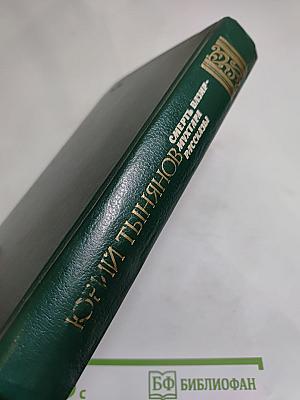 ЮРИЙ ТЫНЯНОВ
СМЕРТЬ ВАЗИР-
МУХТАРА
РАССКАЗЫ
с
БФ БИБЛИОФАН